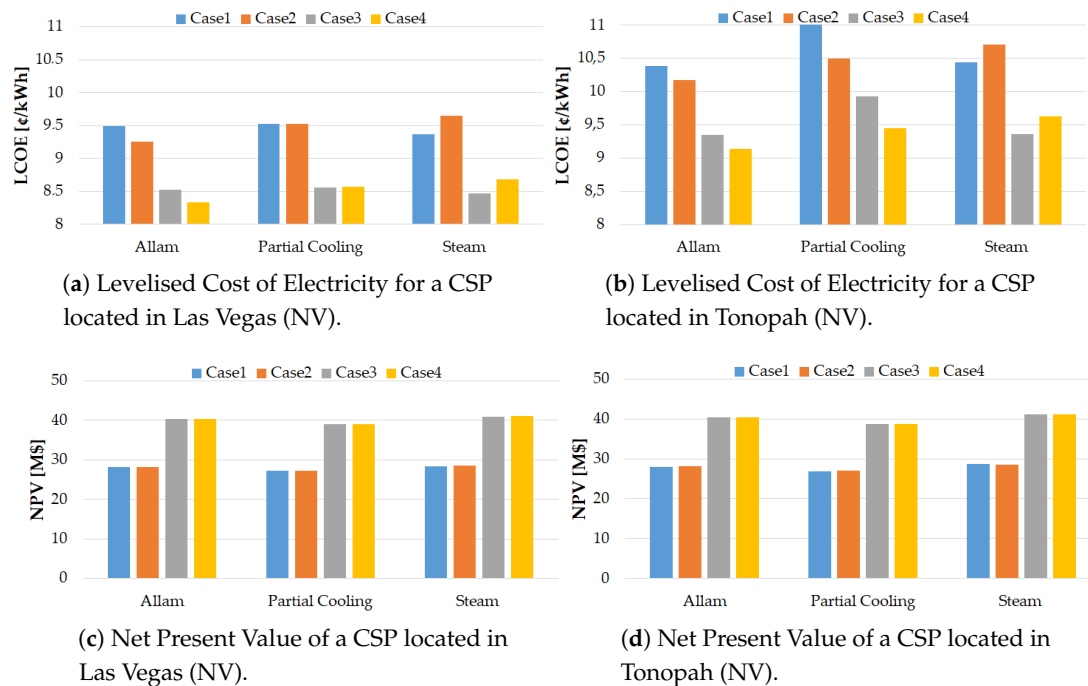 Case1 Case2 Case3 Case4
11
10.5
10
9.5
9
8.5
8
LCOE [¢/kWh]
Allam Partial Cooling Steam
(a) Levelised Cost of Electricity for a CSP
located in Las Vegas (NV).
Case1 Case2 Case3 Case4
11
10,5
10
9,5
9
8,5
8
LCOE [¢/kWh]
Allam Partial Cooling Steam
(b) Levelised Cost of Electricity for a CSP
located in Tonopah (NV).
Case1 Case2 Case3 Case4
50
40
30
20
10
0
NPV [M$]
Allam Partial Cooling Steam
(c) Net Present Value of a CSP located in
Las Vegas (NV).
Case1 Case2 Case3 Case4
50
40
30
20
10
0
NPV [M$]
Allam Partial Cooling Steam
(d) Net Present Value of a CSP located in
Tonopah (NV).